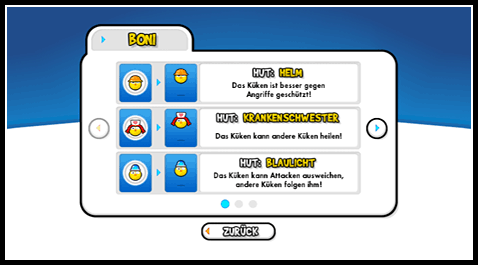 BONI
HUT: HELM
Das Küken ist besser gegen
Angriffe geschützt!
HUT: KRANKENSCHWESTER
Das Küken kann andere Küken heilen!
HUT: BLAULICHT
Das Küken kann Attacken ausweichen,
andere Küken folgen ihm!
ZURÜCK